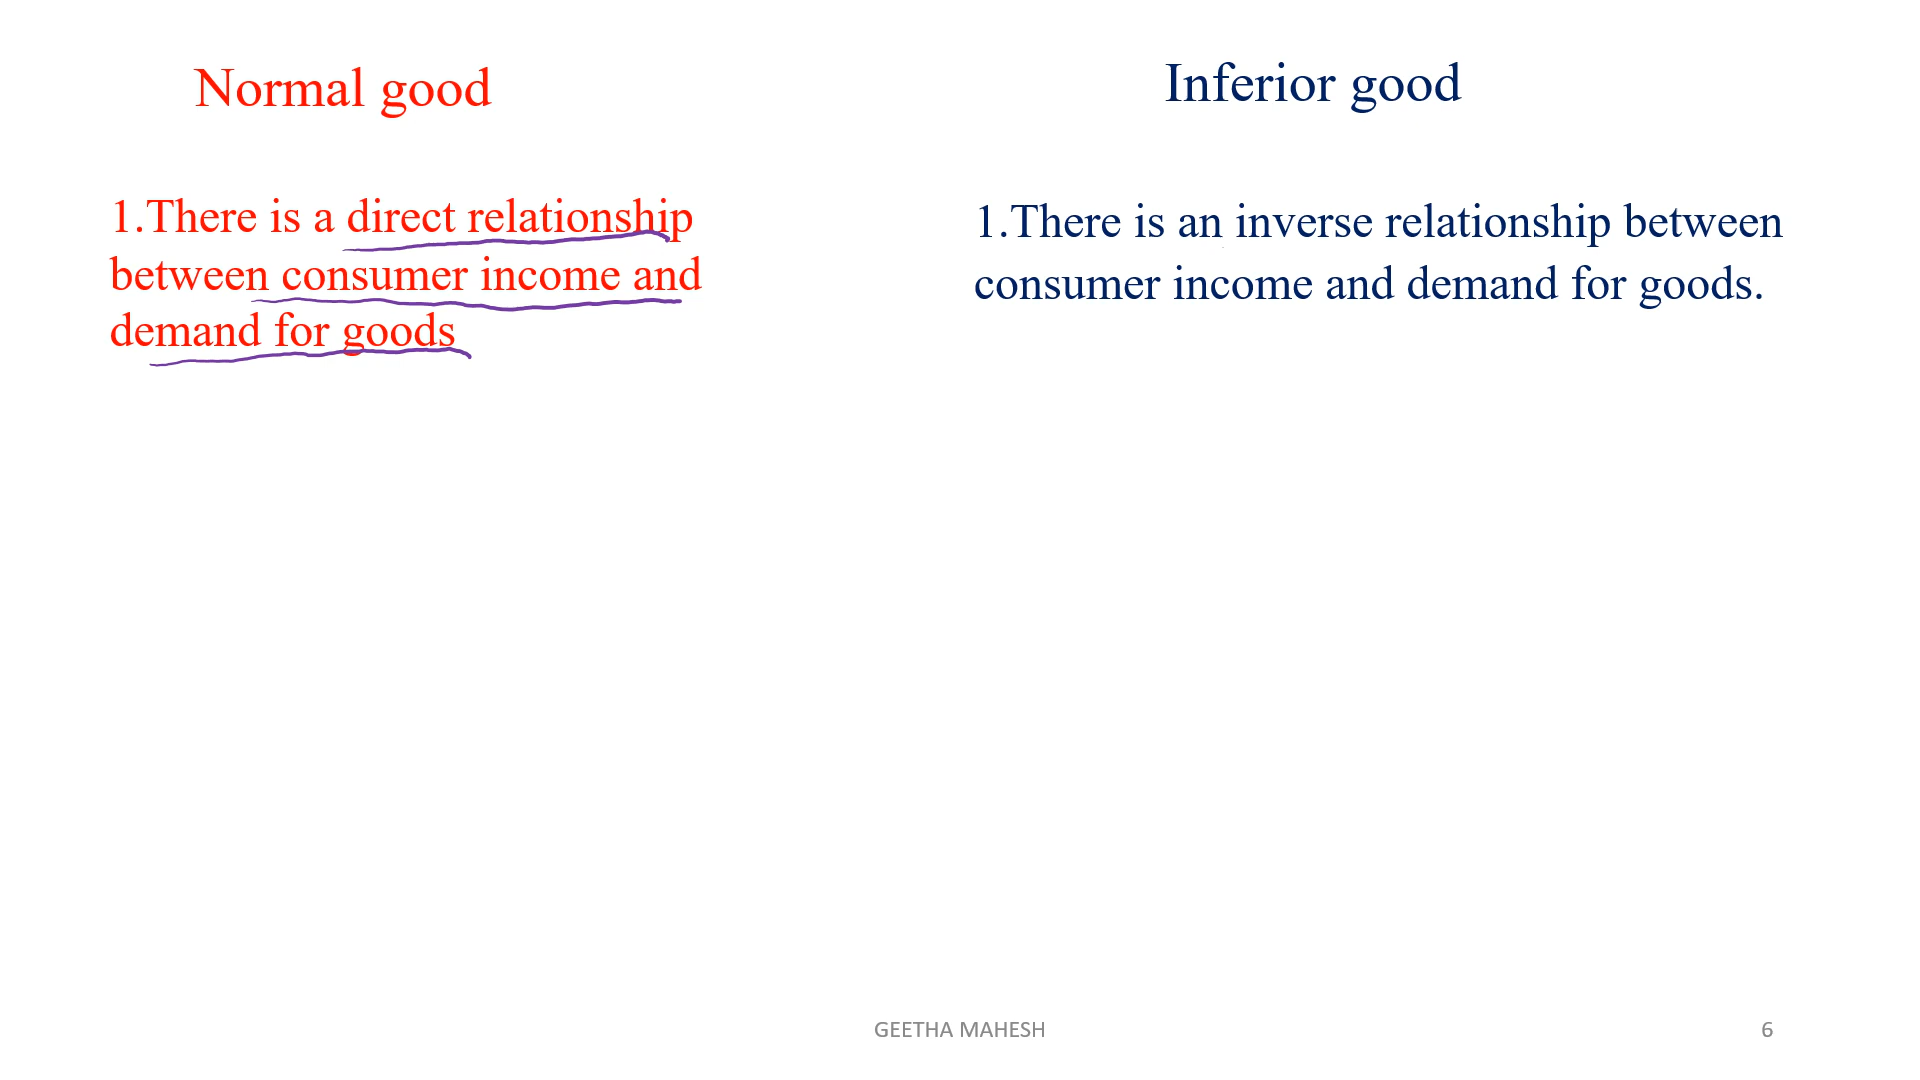 Normal good
1.There is a direct relationship
between consumer income and
demand for goods
Inferior good
1.There is an inverse relationship between
consumer income and demand for goods.
GEETHA MAHESH
6